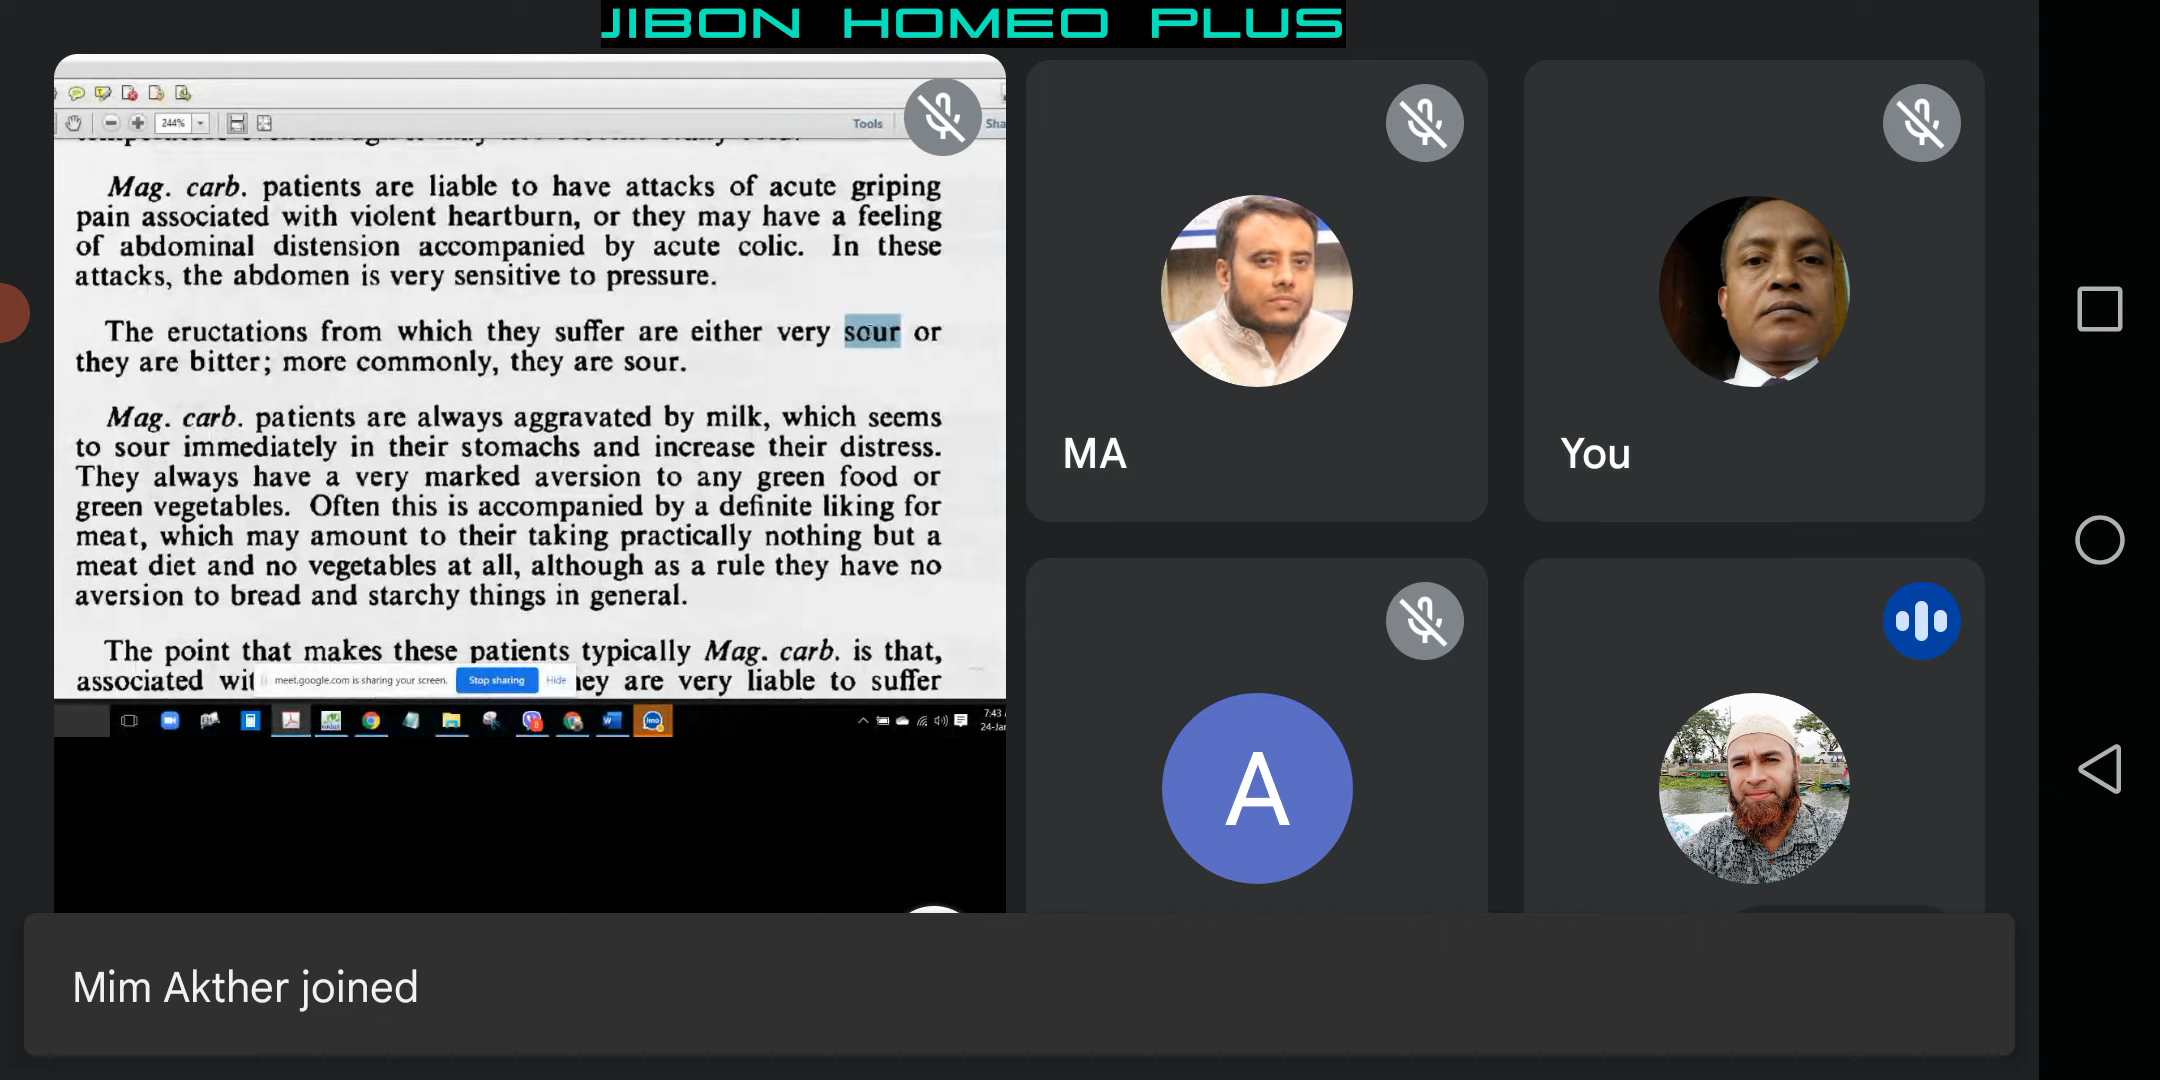 JIBON HOMEO PLUS
244%
Tools
Sha
Mag. carb. patients are liable to have attacks of acute griping
pain associated with violent heartburn, or they may have a feeling
of abdominal distension accompanied by acute colic. In these
attacks, the abdomen is very sensitive to pressure.
The eructations from which they suffer are either very sour or
they are bitter; more commonly, they are sour.
Mag. carb. patients are always aggravated by milk, which seems
to sour immediately in their stomachs and increase their distress.
They always have a very marked aversion to any green food or
green vegetables. Often this is accompanied by a definite liking for
meat, which may amount to their taking practically nothing but a
meat diet and no vegetables at all, although as a rule they have no
aversion to bread and starchy things in general.
The point that makes these patients typically Mag. carb. is that,
associated wit hey are very liable to suffer
meet.google.com is sharing your screen. Stop sharing Hide
imo
7:43
24-Jan
MA
You
A
Mim Akther joined